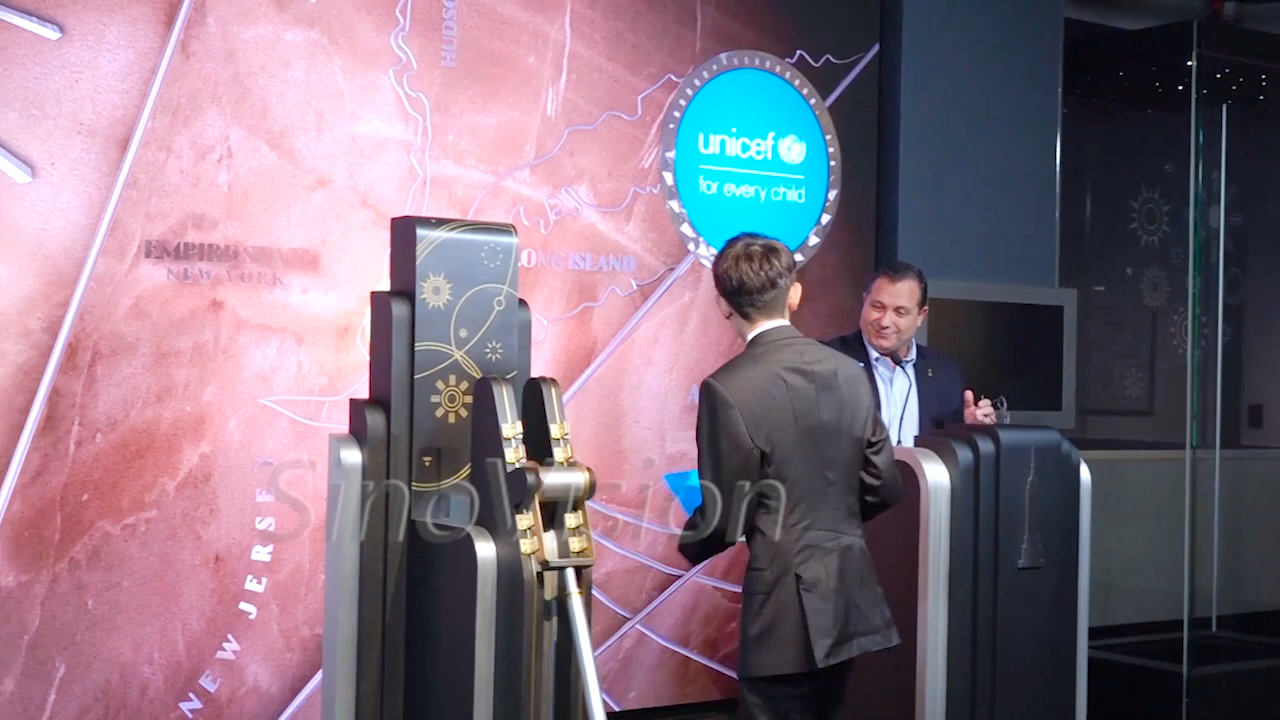 HUDSO
unicef
for every child
EMPIRE STATE
NEW YORK
LONG ISLAND
NEW JERSEY
SinoVision